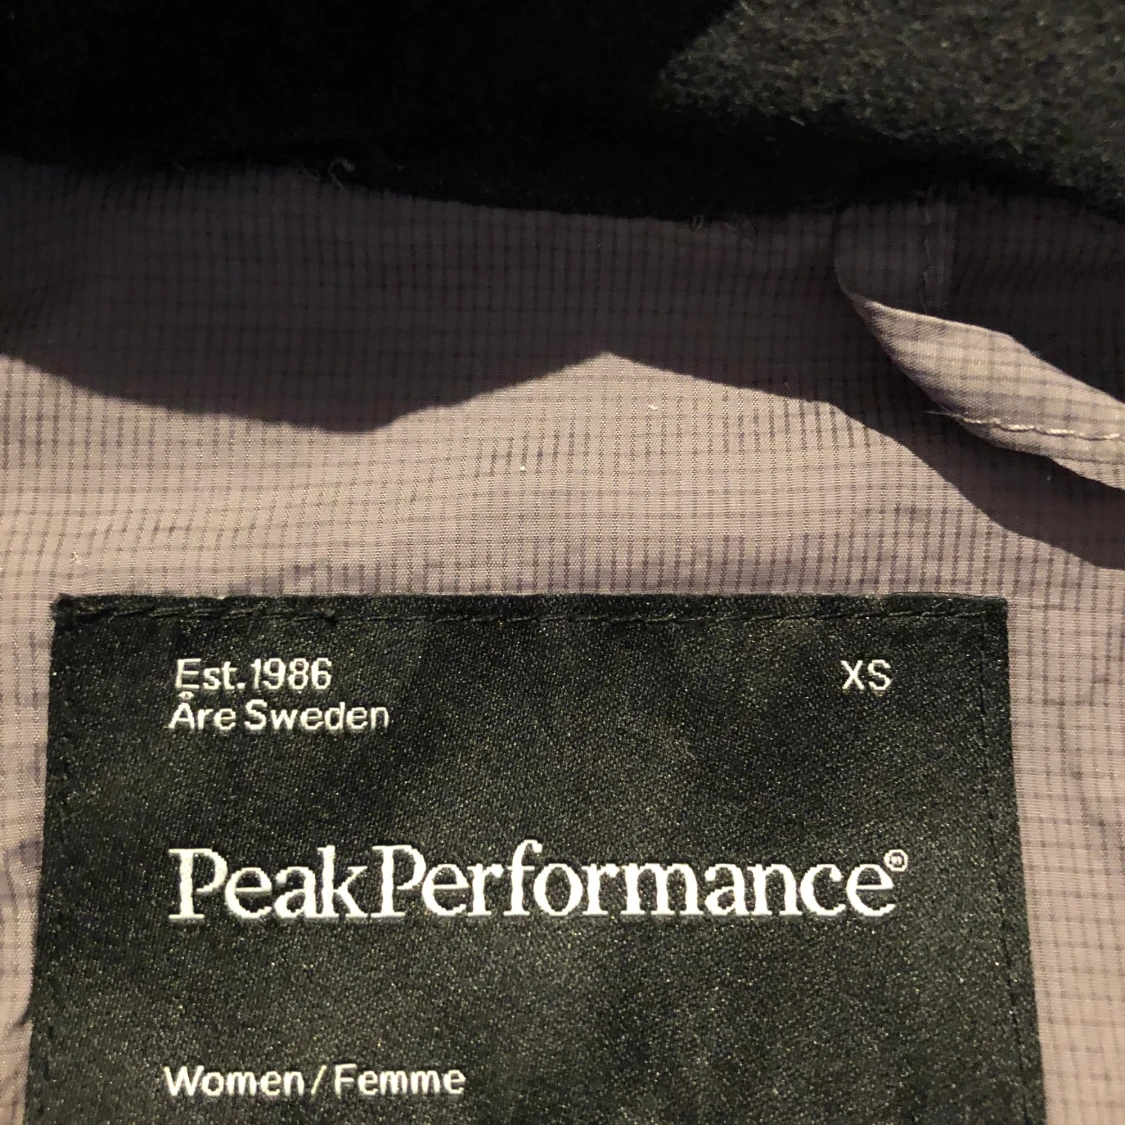 Est. 1986
XS
Åre Sweden
PeakPerformance®
Women / Femme